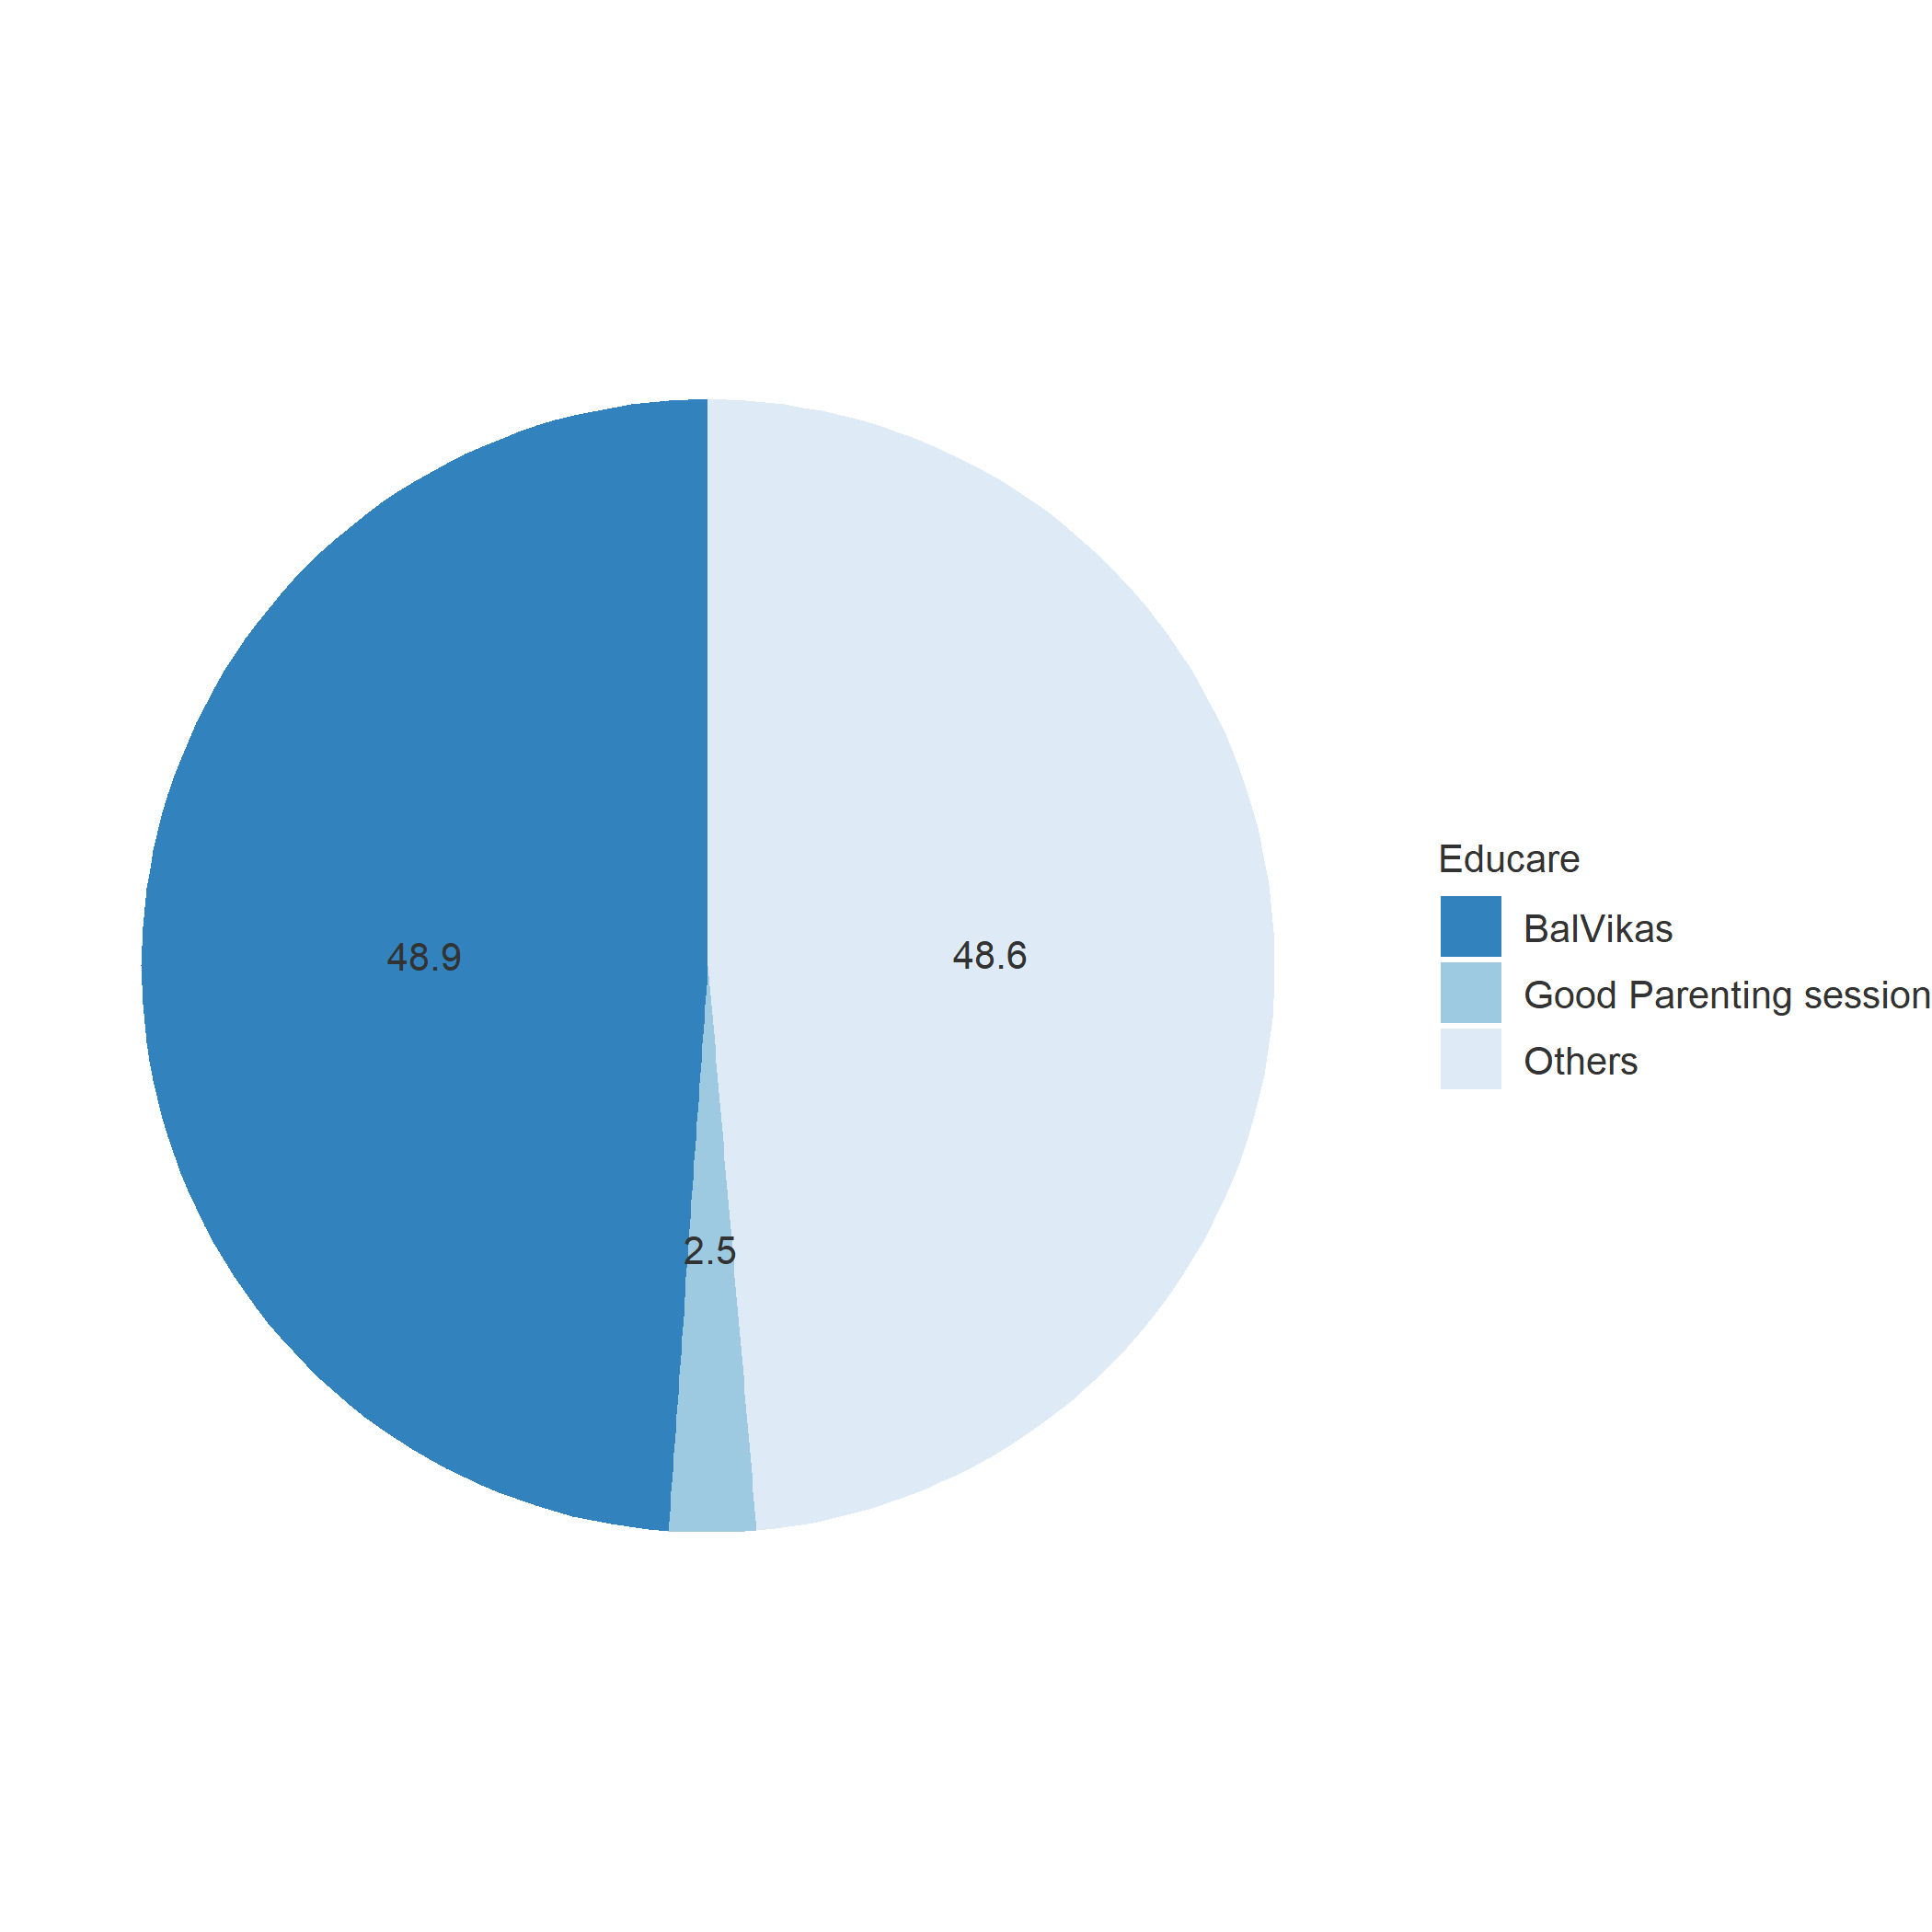 48.9
48.6
2.5
Educare
BalVikas
Good Parenting session
Others